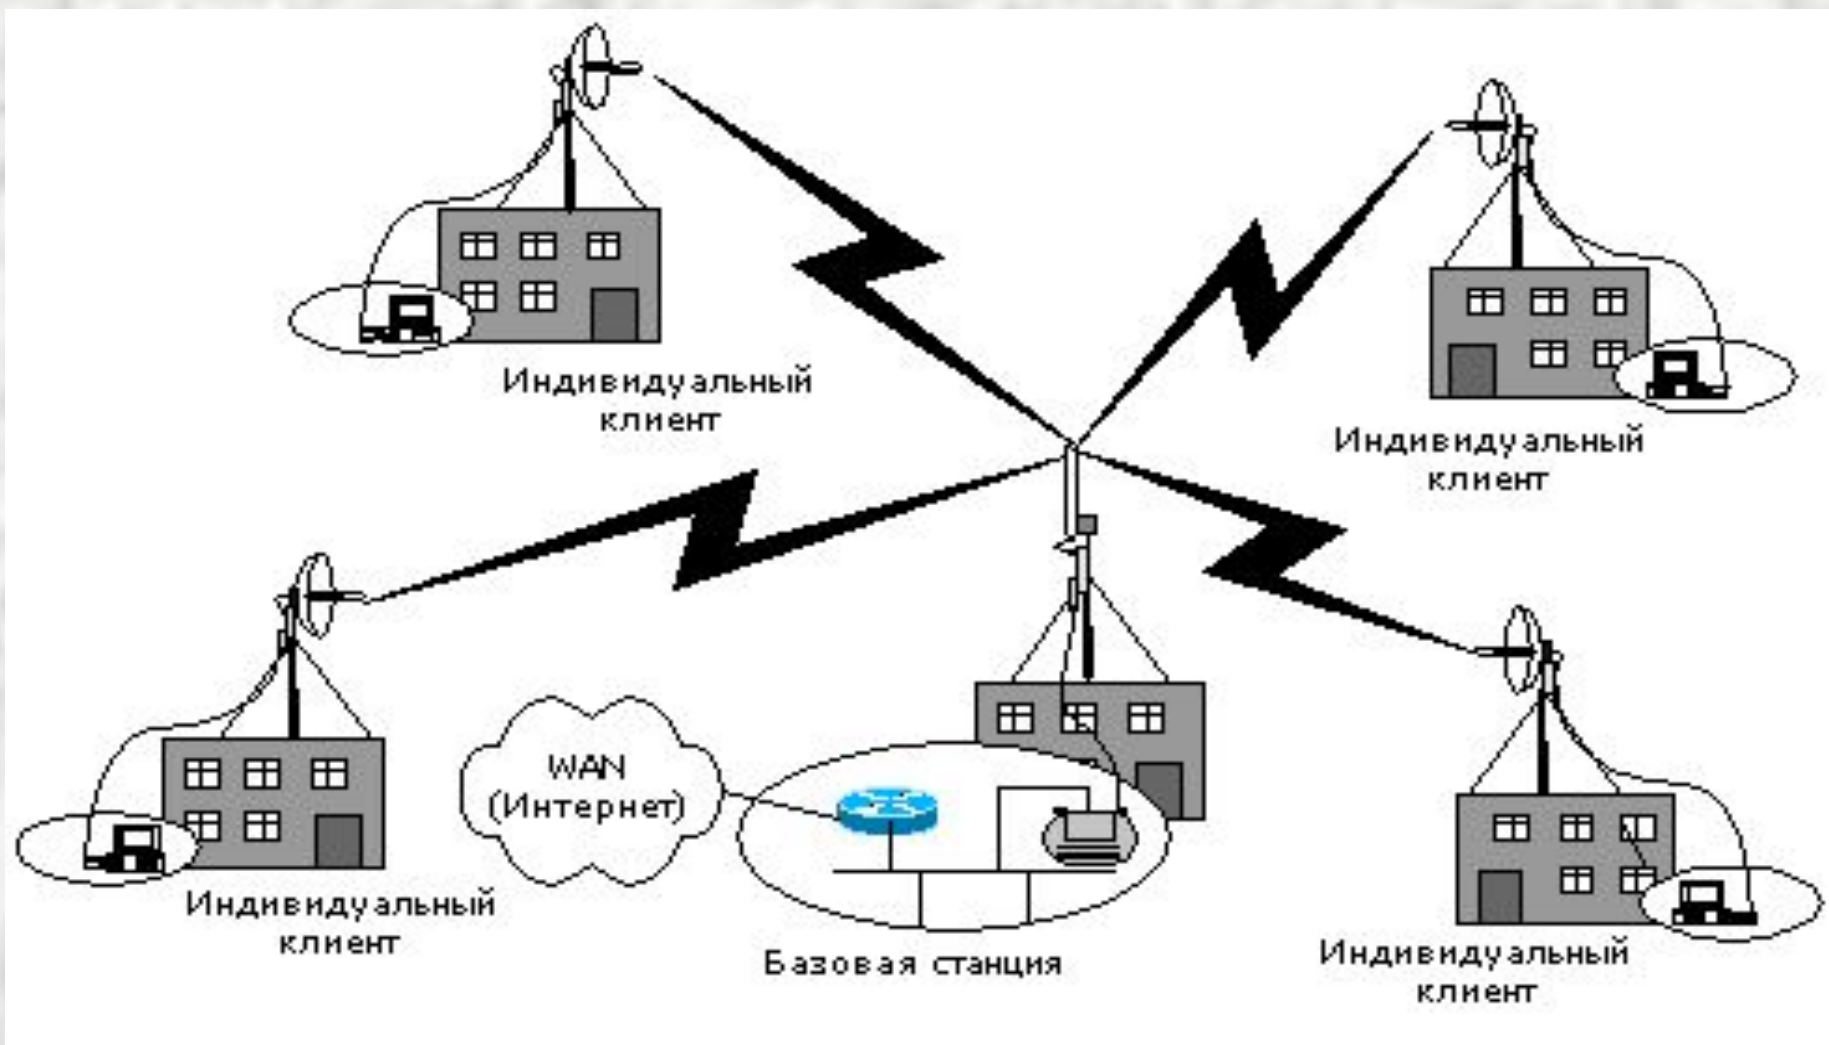 Индивидуальный
клиент
Индивидуальный
клиент
WAN
(Интернет)
Индивидуальный
клиент
Базовая станция
Индивидуальный
клиент